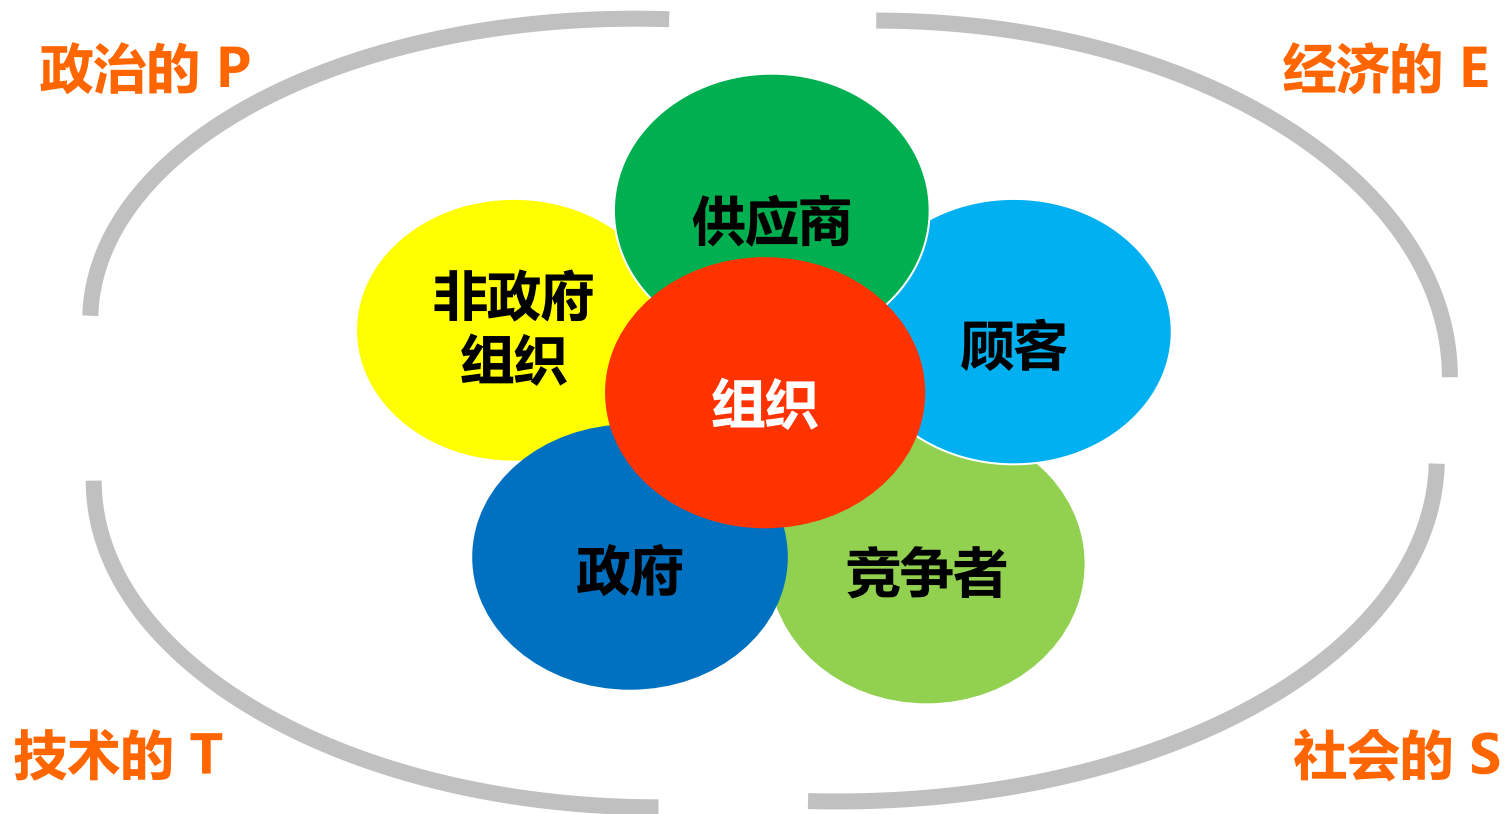 政治的 P
经济的 E
供应商
非政府
组织
顾客
组织
政府
竞争者
技术的 T
社会的 S